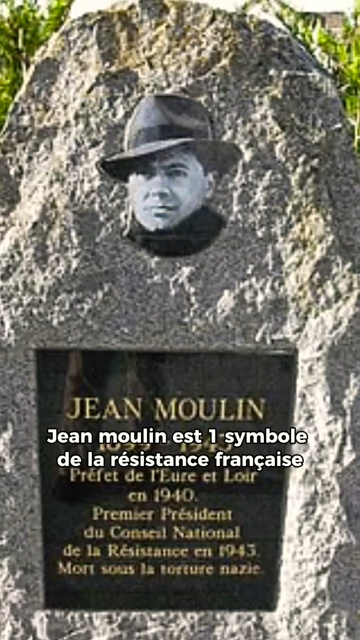 JEAN MOULIN
Jean moulin est 1 symbole
de la résistance française
Préfet de l'Eure et Loir
en 1940.
Premier Président
du Conseil National
de la Résistance en 1943.
Mort sous la torture nazie.